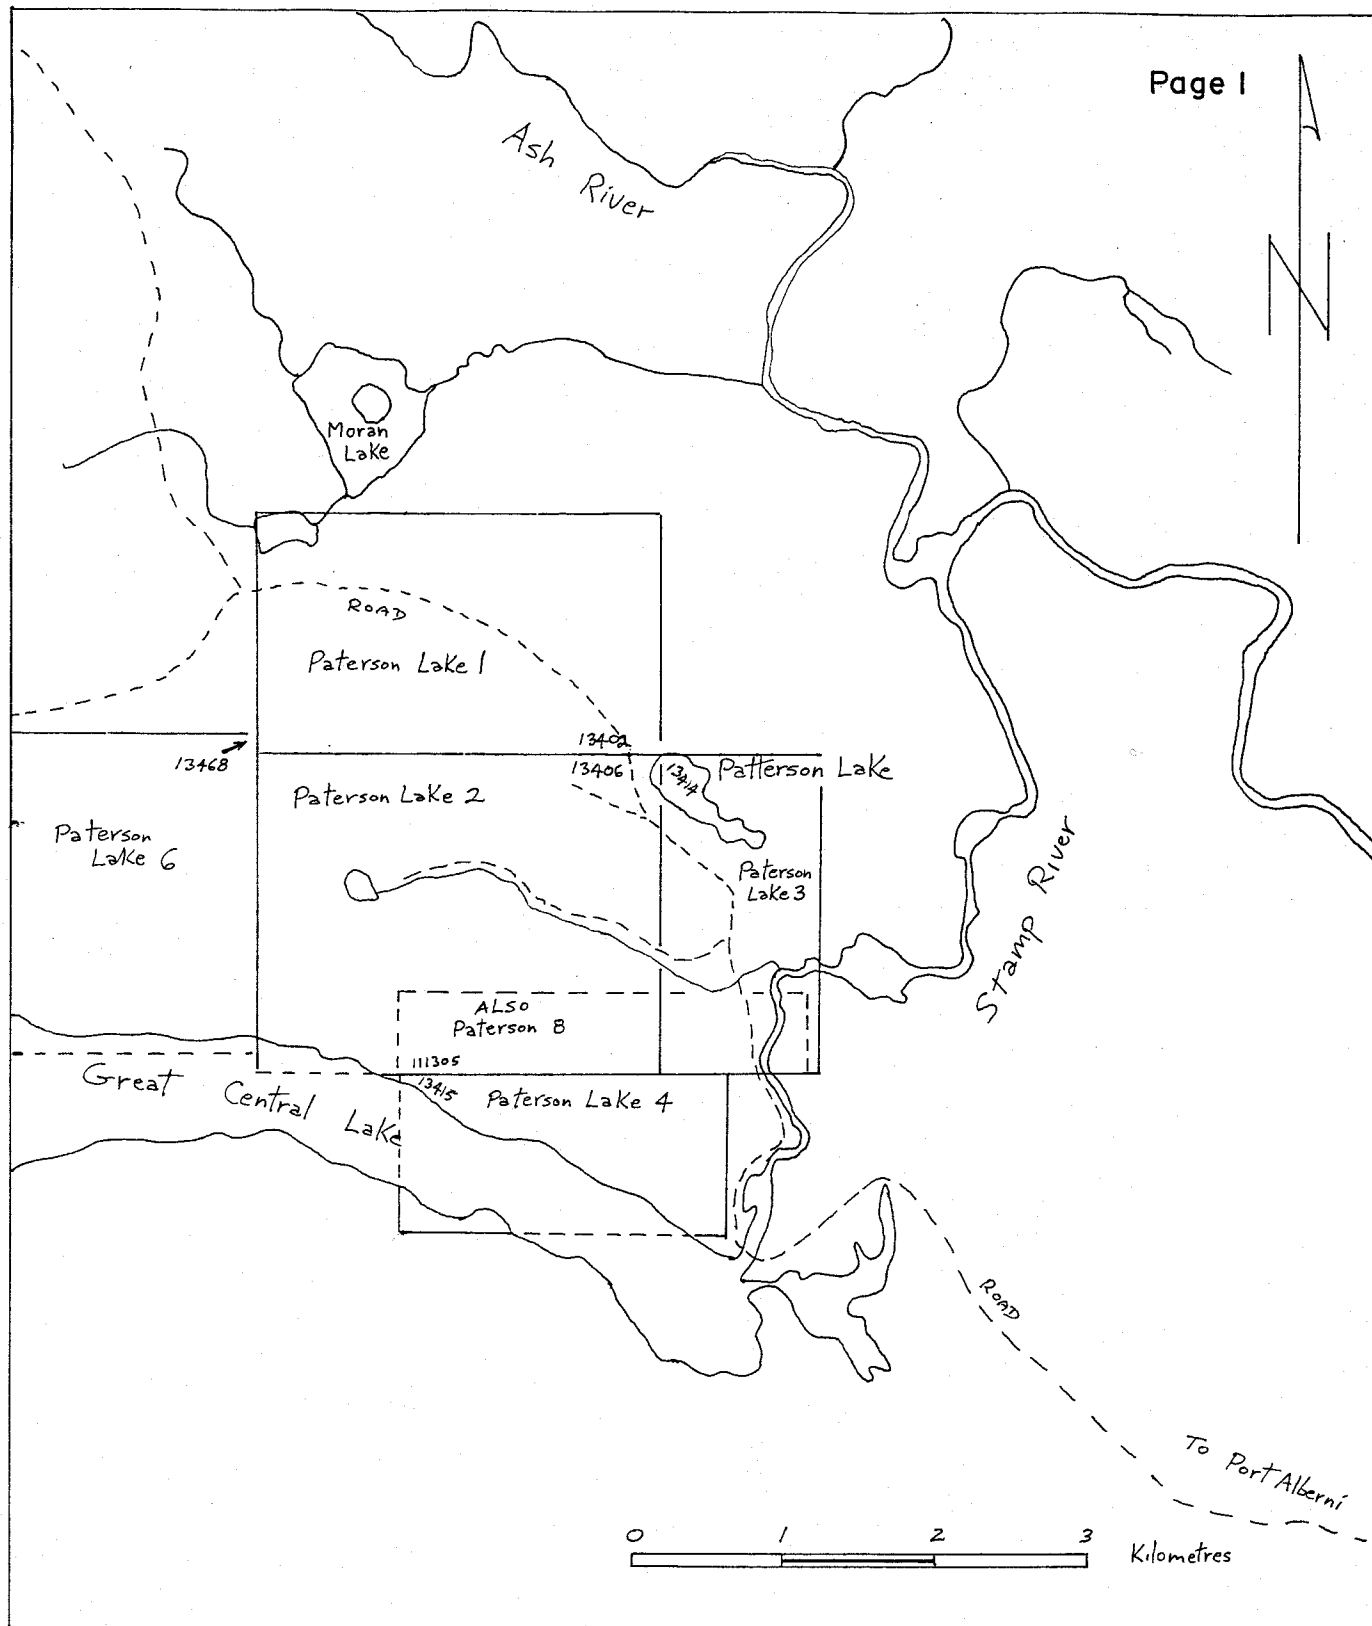 Page 1
Ash
River
N
Moran
Lake
ROAD
Paterson Lake 1
13468
13402
13406
13414
Patterson Lake
Paterson Lake 2
Paterson
Lake 6
Paterson
Lake 3
Stamp River
ALSO
Paterson 8
111305
13415
Paterson Lake 4
Great Central Lake
ROAD
To Port Alberni
0 1 2 3
Kilometres